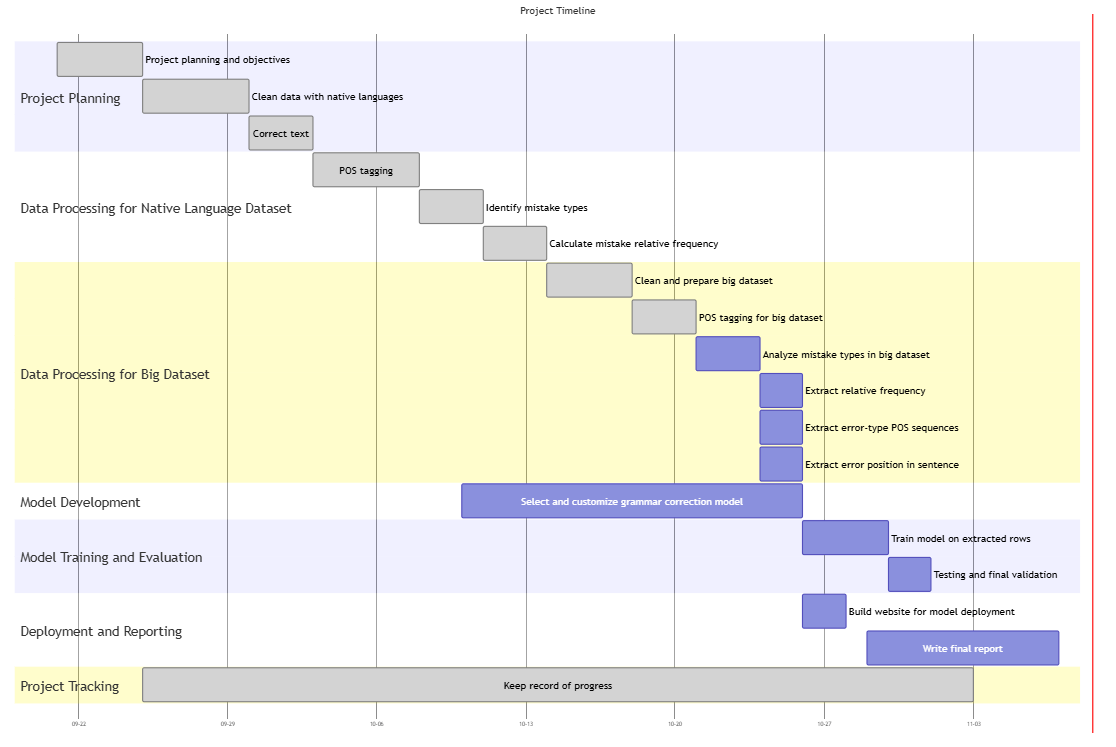 Project Timeline
Project planning and objectives
Project Planning
Clean data with native languages
Correct text
POS tagging
Data Processing for Native Language Dataset
Identify mistake types
Calculate mistake relative frequency
Clean and prepare big dataset
POS tagging for big dataset
Analyze mistake types in big dataset
Data Processing for Big Dataset
Extract relative frequency
Extract error-type POS sequences
Extract error position in sentence
Model Development
Select and customize grammar correction model
Train model on extracted rows
Model Training and Evaluation
Testing and final validation
Build website for model deployment
Deployment and Reporting
Write final report
Project Tracking
Keep record of progress
09-22 09-29 10-06 10-13 10-20 10-27 11-03